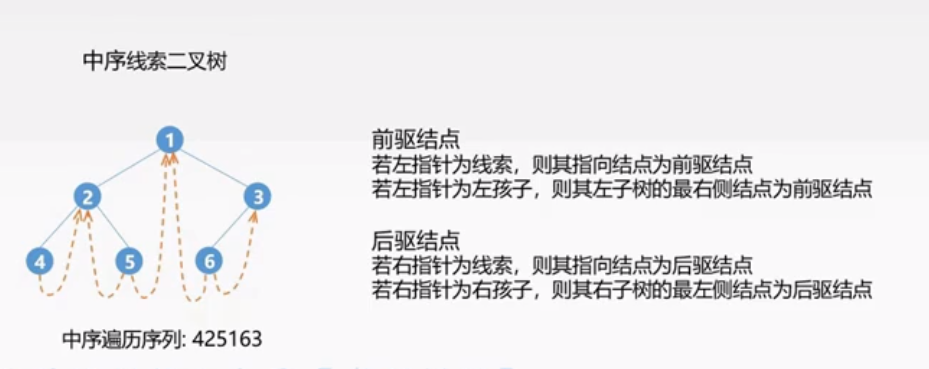 中序线索二叉树
1
2
3
4
5
6
中序遍历序列: 425163
前驱结点
若左指针为线索，则其指向结点为前驱结点
若左指针为左孩子，则其左子树的最右侧结点为前驱结点
后驱结点
若右指针为线索，则其指向结点为后驱结点
若右指针为右孩子，则其右子树的最左侧结点为后驱结点